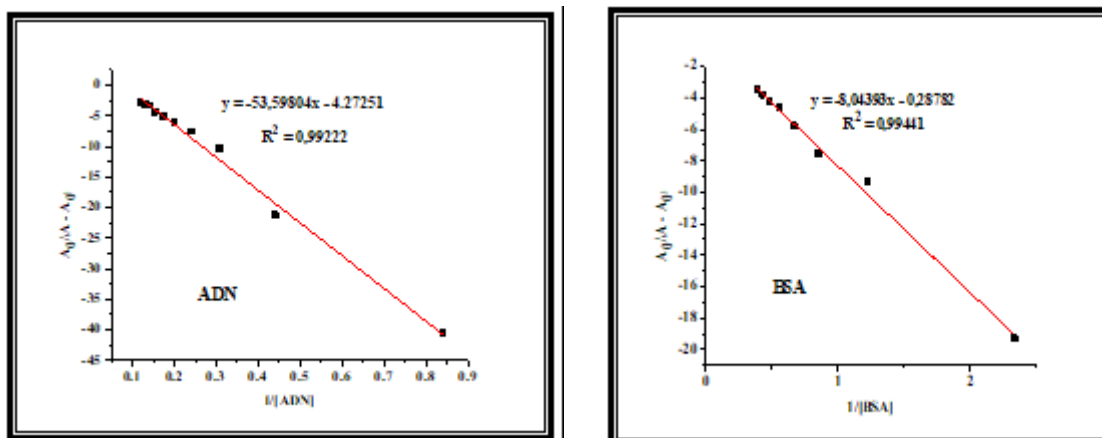 0
-5
-10
-15
-20
-25
-30
-35
-40
-45
A₀/(A - A₀)
y = -53,59804x - 4.27251
R² = 0,99222
ADN
0.1 0.2 0.3 0.4 0.5 0.6 0.7 0.8 0.9
1/[ADN]
-2
-4
-6
-8
-10
-12
-14
-16
-18
-20
A₀/(A - A₀)
y = -8,04393x - 0,28782
R² = 0,99441
BSA
0 1 2
1/[BSA]